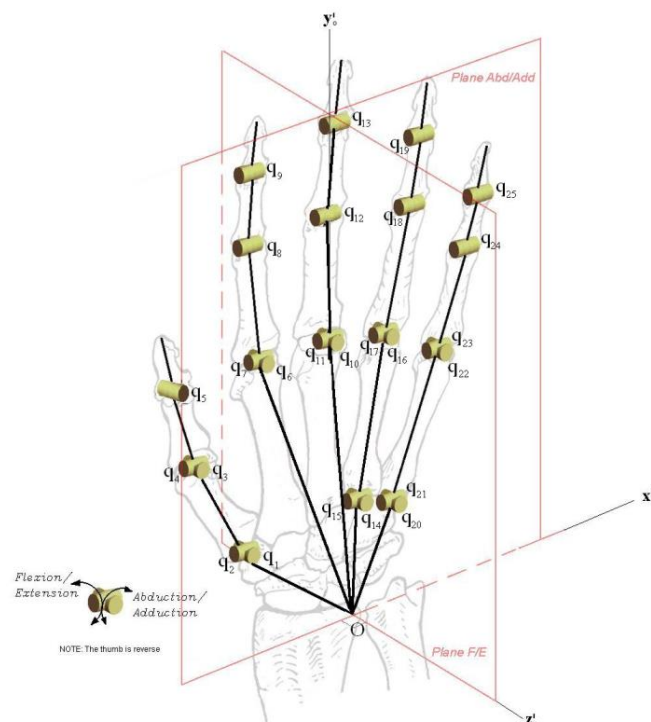 y'₀
Plane Abd/Add
q₁₃
q₁₉
q₉
q₂₅
q₁₂
q₁₈
q₈
q₂₄
q₁₁
q₁₀
q₁₇
q₁₆
q₂₃
q₂₂
q₇
q₆
q₅
q₄
q₃
q₂₁
q₁₅
q₁₄
q₂₀
x
q₂
q₁
Flexion/
Extension
Abduction/
Adduction
NOTE: The thumb is reverse
O
Plane F/E
z'